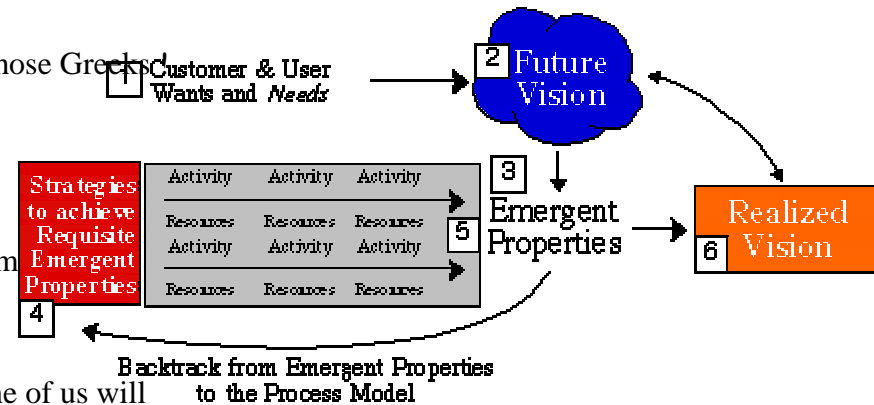 hose Greeks'
1 Customer & User
Wants and Needs
2 Future
Vision
3
Emergent
Properties
Strategies
to achieve
Requisite
Emergent
Properties
4
Activity Activity Activity
Resources Resources Resources
Activity Activity Activity
Resources Resources Resources
5
Realized
Vision
6
m
Backtrack from Emergent Properties
to the Process Model
ne of us will